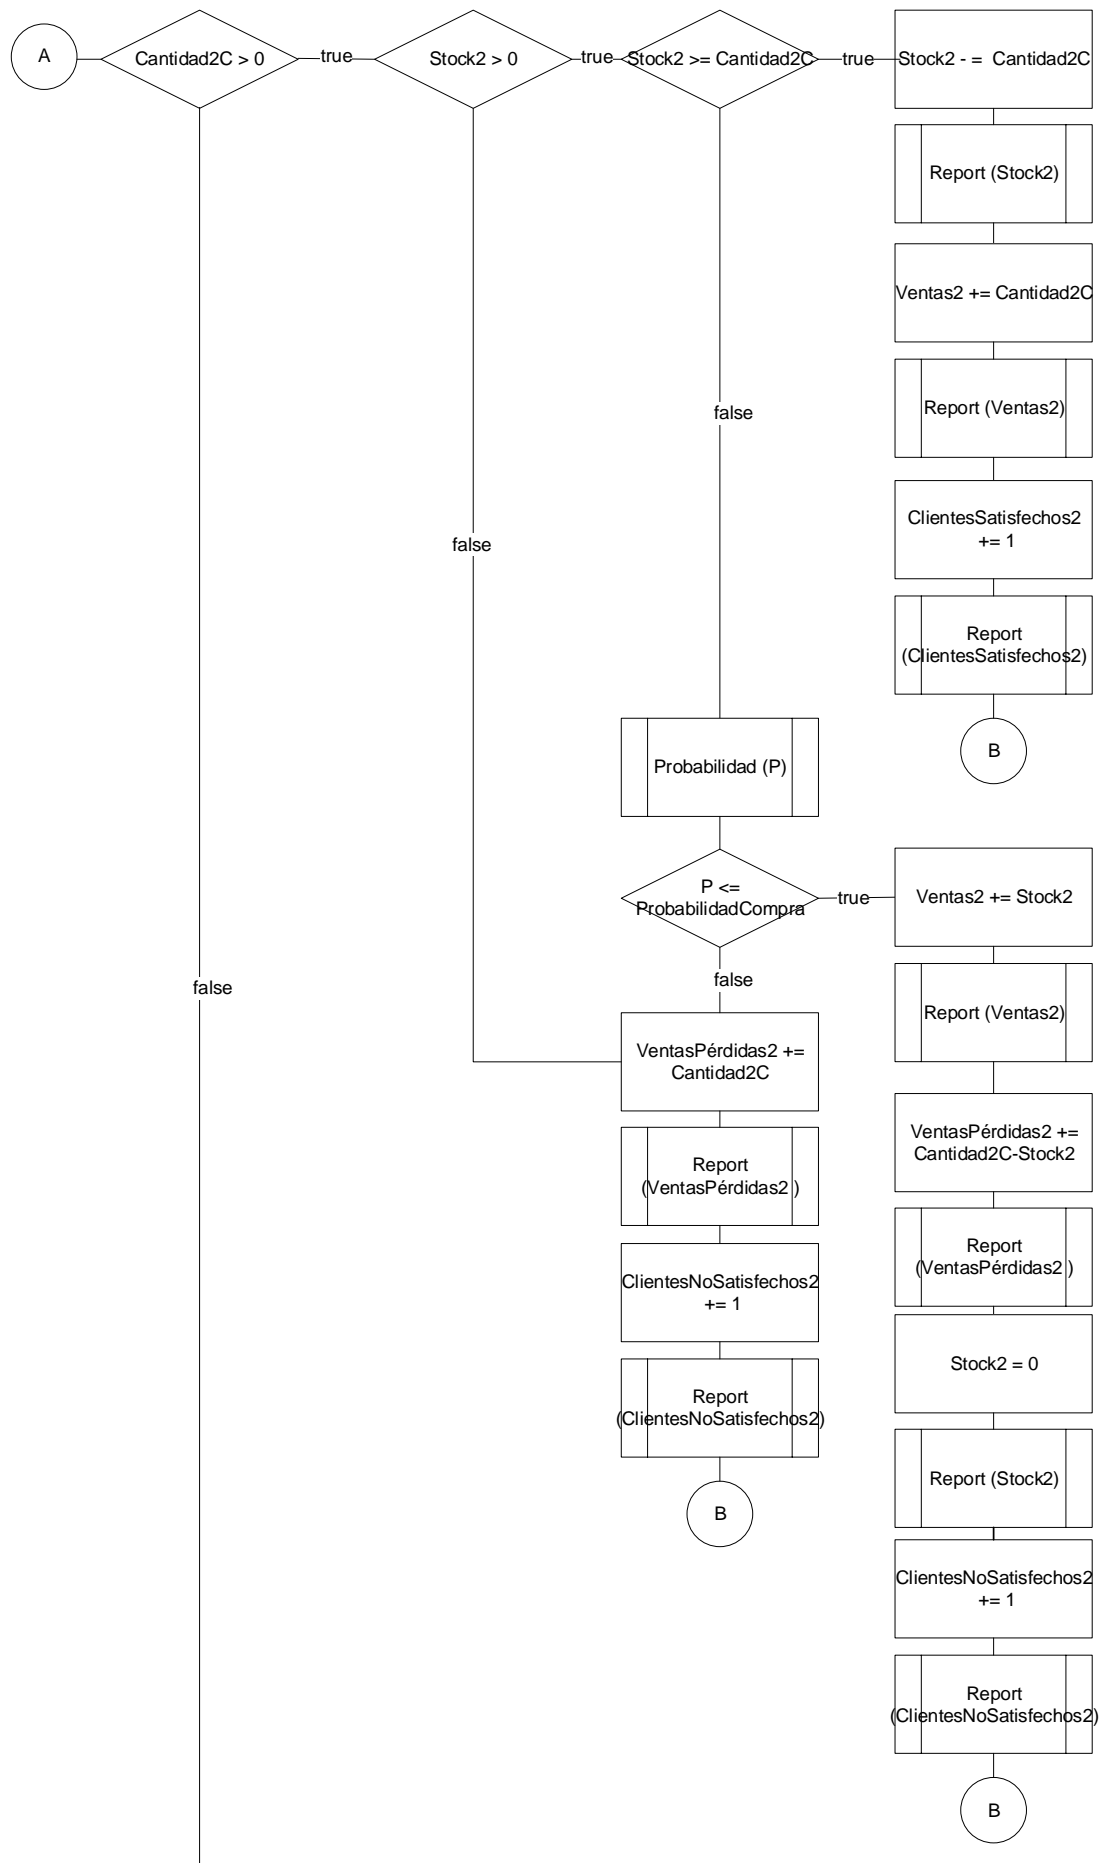 A
Cantidad2C > 0
true
Stock2 > 0
true
Stock2 >= Cantidad2C
true
Stock2 - = Cantidad2C
Report (Stock2)
Ventas2 += Cantidad2C
Report (Ventas2)
ClientesSatisfechos2
+= 1
Report
(ClientesSatisfechos2)
B
false
false
false
Probabilidad (P)
P <=
ProbabilidadCompra
true
false
VentasPérdidas2 +=
Cantidad2C
Report
(VentasPérdidas2 )
ClientesNoSatisfechos2
+= 1
Report
(ClientesNoSatisfechos2)
B
Ventas2 += Stock2
Report (Ventas2)
VentasPérdidas2 +=
Cantidad2C-Stock2
Report
(VentasPérdidas2 )
Stock2 = 0
Report (Stock2)
ClientesNoSatisfechos2
+= 1
Report
(ClientesNoSatisfechos2)
B